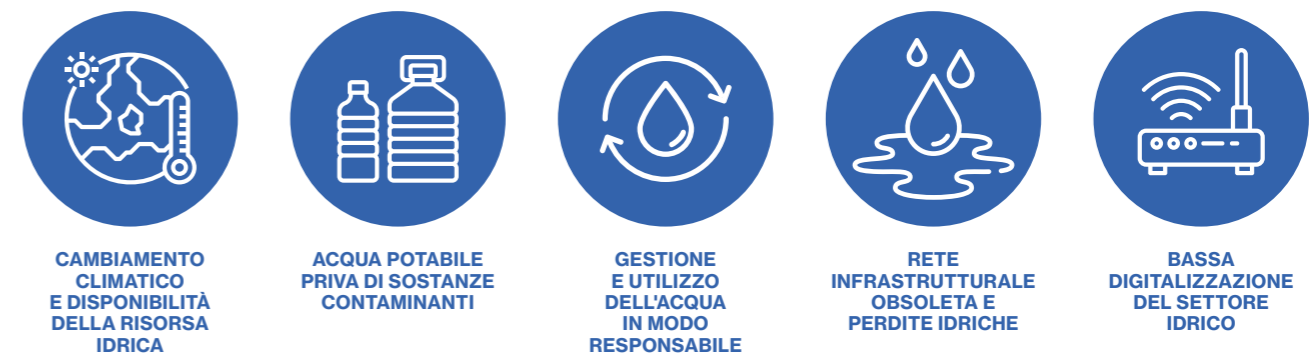 CAMBIAMENTO
CLIMATICO
E DISPONIBILITÀ
DELLA RISORSA
IDRICA
ACQUA POTABILE
PRIVA DI SOSTANZE
CONTAMINANTI
GESTIONE
E UTILIZZO
DELL'ACQUA
IN MODO
RESPONSABILE
RETE
INFRASTRUTTURALE
OBSOLETA E
PERDITE IDRICHE
BASSA
DIGITALIZZAZIONE
DEL SETTORE
IDRICO